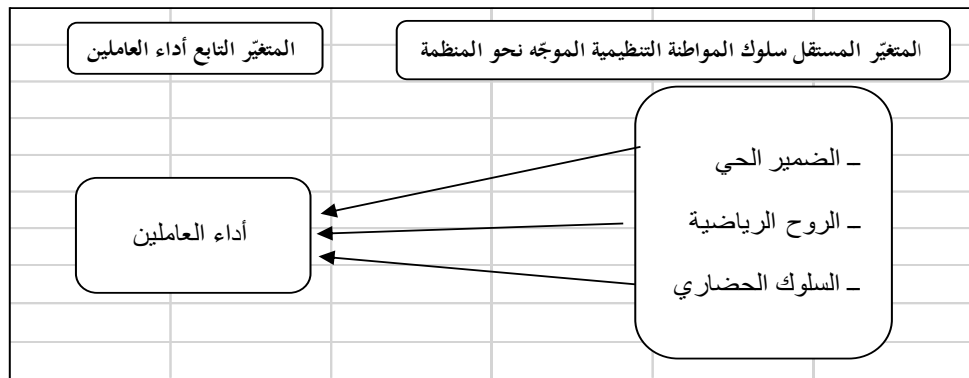 المتغيّر المستقل سلوك المواطنة التنظيمية الموجّه نحو المنظمة
المتغيّر التابع أداء العاملين
ـ الضمير الحي
ـ الروح الرياضية
ـ السلوك الحضاري
أداء العاملين